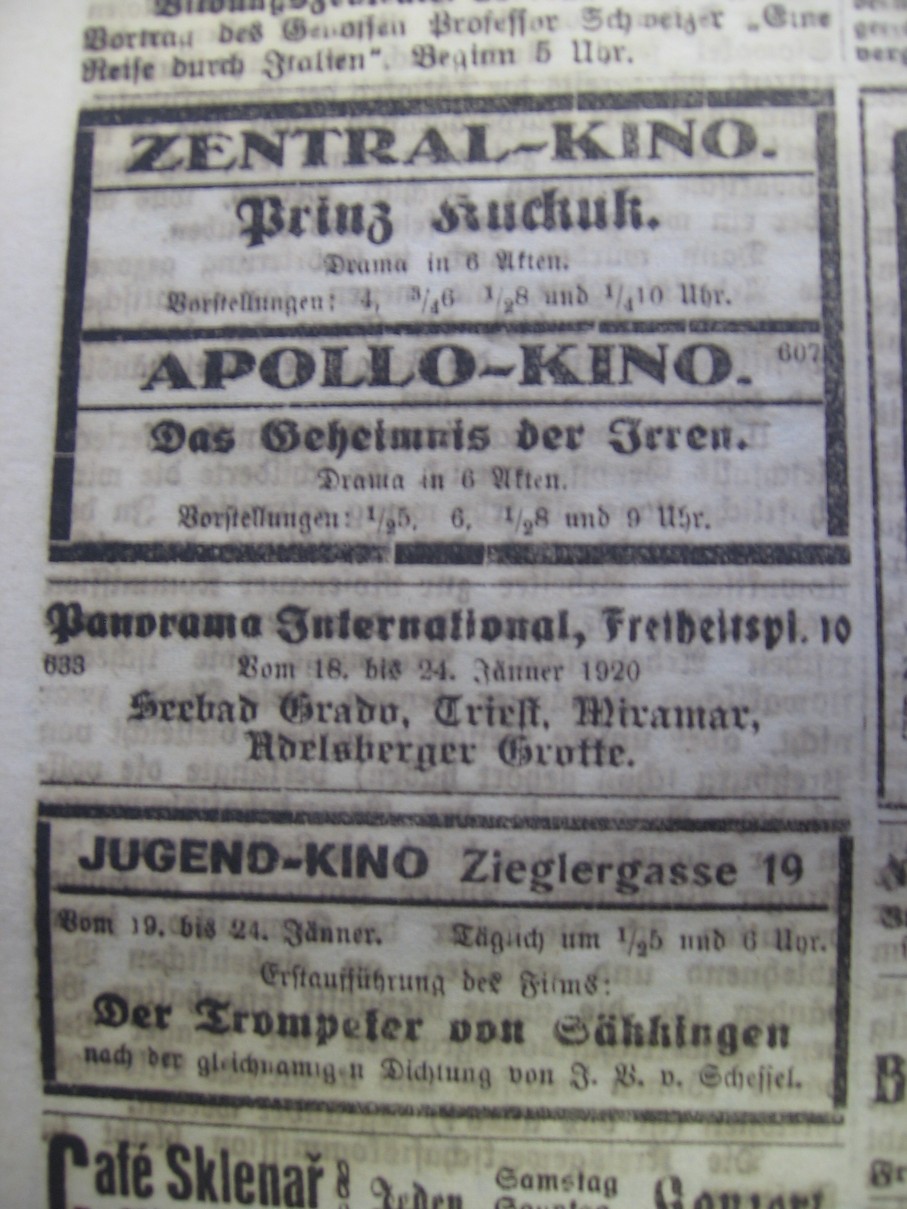 Vortrag des Genossen Professor Schweizer „Eine
Reise durch Italien". Beginn 5 Uhr.
ZENTRAL-KINO.
Prinz Kuckuk.
Drama in 6 Akten.
Vorstellungen: 4, 3/46 1/28 und 1/410 Uhr.
APOLLO-KINO. 607
Das Geheimnis der Irren.
Drama in 6 Akten.
Vorstellungen: 1/25, 6, 1/28 und 9 Uhr.
Panorama International, Freiheitspl. 10
633 Vom 18. bis 24. Jänner 1920
Seebad Grado, Triest, Miramar,
Adelsberger Grotte.
JUGEND-KINO Zieglergasse 19
Vom 19. bis 24. Jänner. Täglich um 1/25 und 6 Uhr.
Erstaufführung des Films:
Der Trompeter von Säkkingen
nach der gleichnamigen Dichtung von J. V. v. Scheffel.
Café Sklenař Jeden Samstag Konzert
Sonntag